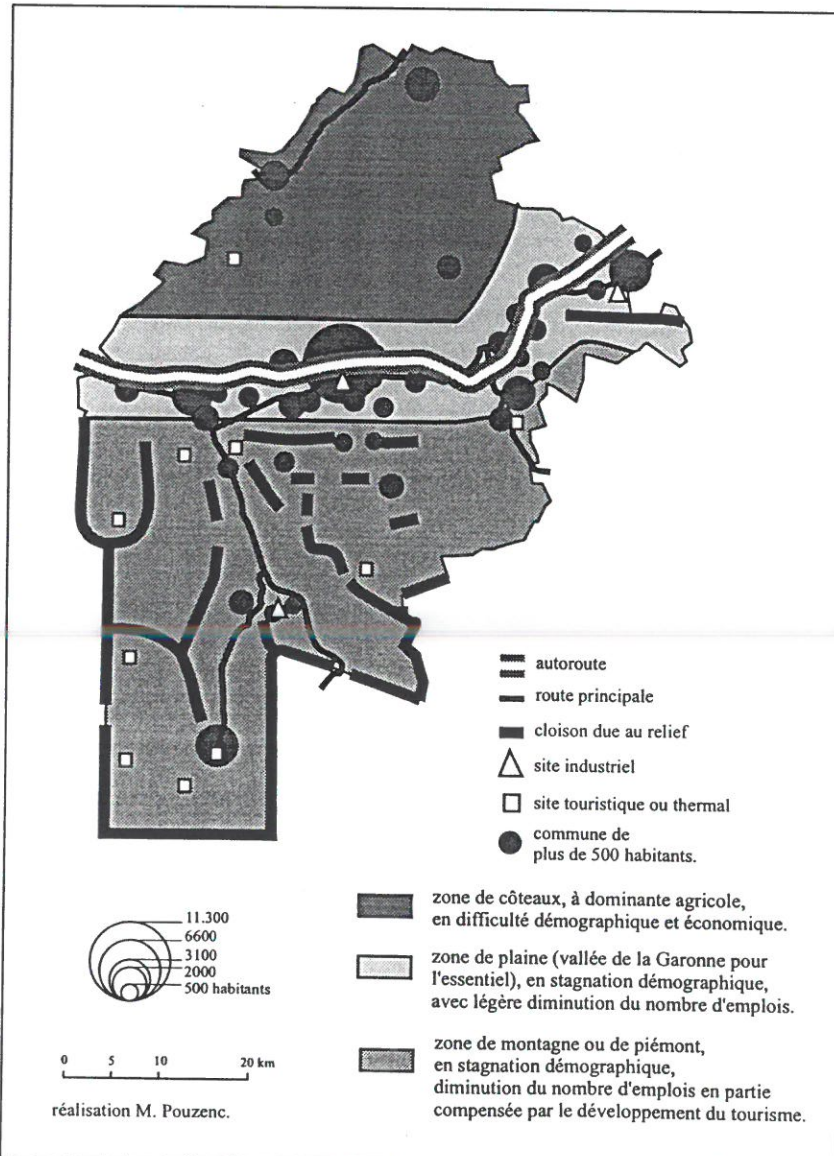 autoroute
route principale
cloison due au relief
site industriel
site touristique ou thermal
commune de
plus de 500 habitants.
11.300
6600
3100
2000
500 habitants
zone de côteaux, à dominante agricole,
en difficulté démographique et économique.
zone de plaine (vallée de la Garonne pour
l'essentiel), en stagnation démographique,
avec légère diminution du nombre d'emplois.
zone de montagne ou de piémont,
en stagnation démographique,
diminution du nombre d'emplois en partie
compensée par le développement du tourisme.
0 5 10 20 km
réalisation M. Pouzenc.